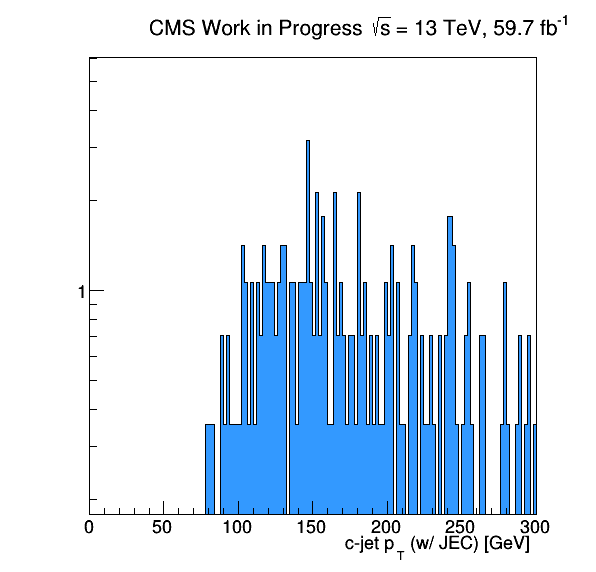 CMS Work in Progress √s = 13 TeV, 59.7 fb⁻¹
1
0 50 100 150 200 250 300
c-jet p_T (w/ JEC) [GeV]